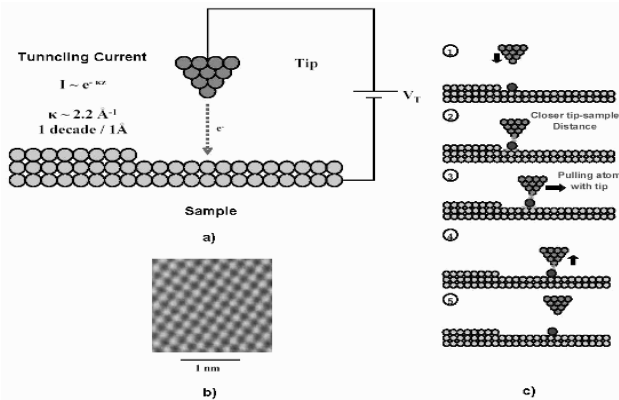 Tunneling Current
I ~ e^-κz
κ ~ 2.2 Å^-1
1 decade / 1Å
Tip
V_T
e^-
Sample
a)
1 nm
b)
1
2
Closer tip-sample
Distance
3
Pulling atom
with tip
4
5
c)